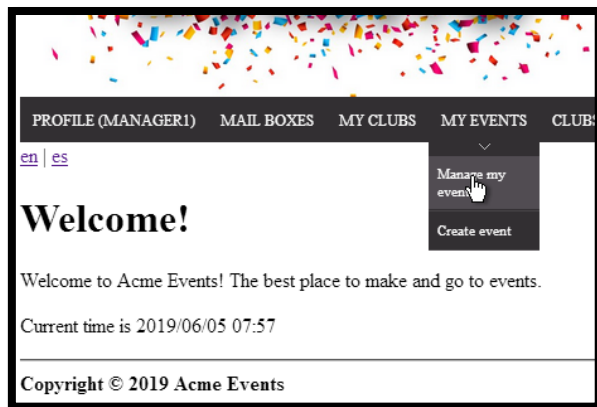 PROFILE (MANAGER1) MAIL BOXES MY CLUBS MY EVENTS CLUBS
en | es
Manage my
event
Create event
Welcome!
Welcome to Acme Events! The best place to make and go to events.
Current time is 2019/06/05 07:57
Copyright © 2019 Acme Events